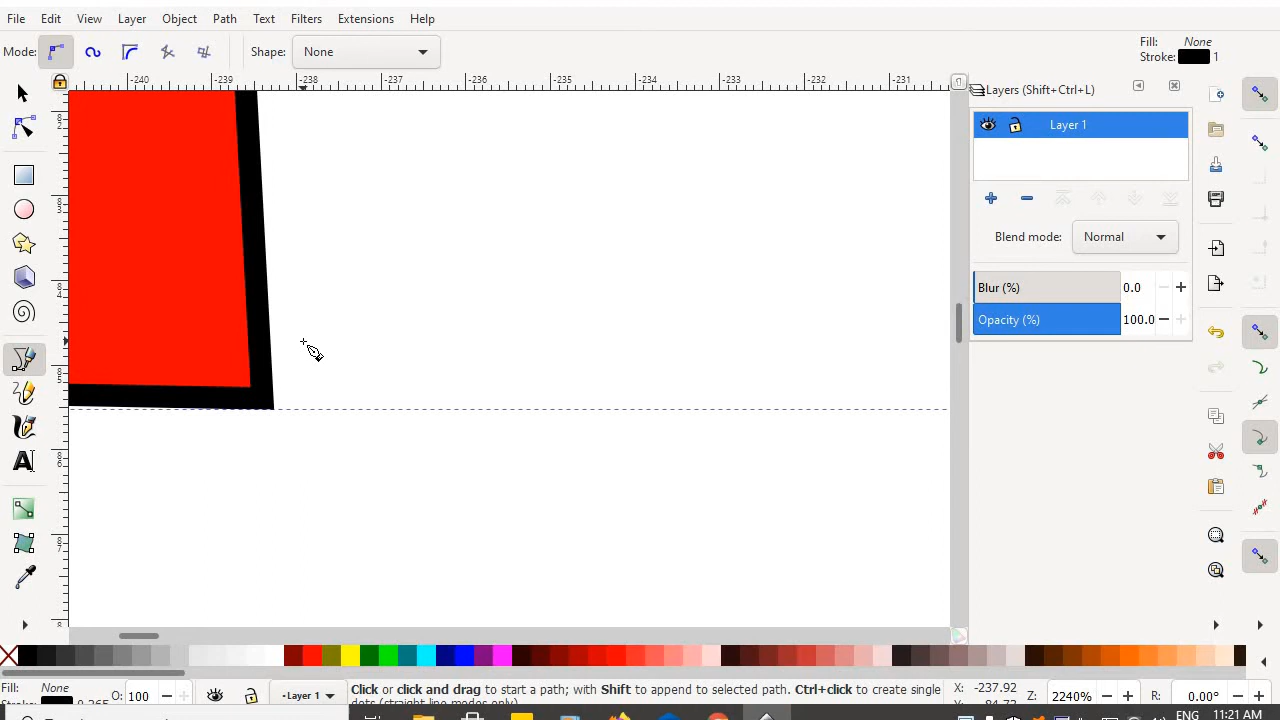 File Edit View Layer Object Path Text Filters Extensions Help
Mode: Shape: None
Fill: None
Stroke: 1
-240 -239 -238 -237 -236 -235 -234 -233 -232 -231
Layers (Shift+Ctrl+L)
Layer 1
Blend mode: Normal
Blur (%) 0.0
Opacity (%) 100.0
Fill: None
O: 100
Layer 1
Click or click and drag to start a path; with Shift to append to selected path. Ctrl+click to create single
X: -237.92
2240%
R: 0.00°
ENG 11:21 AM